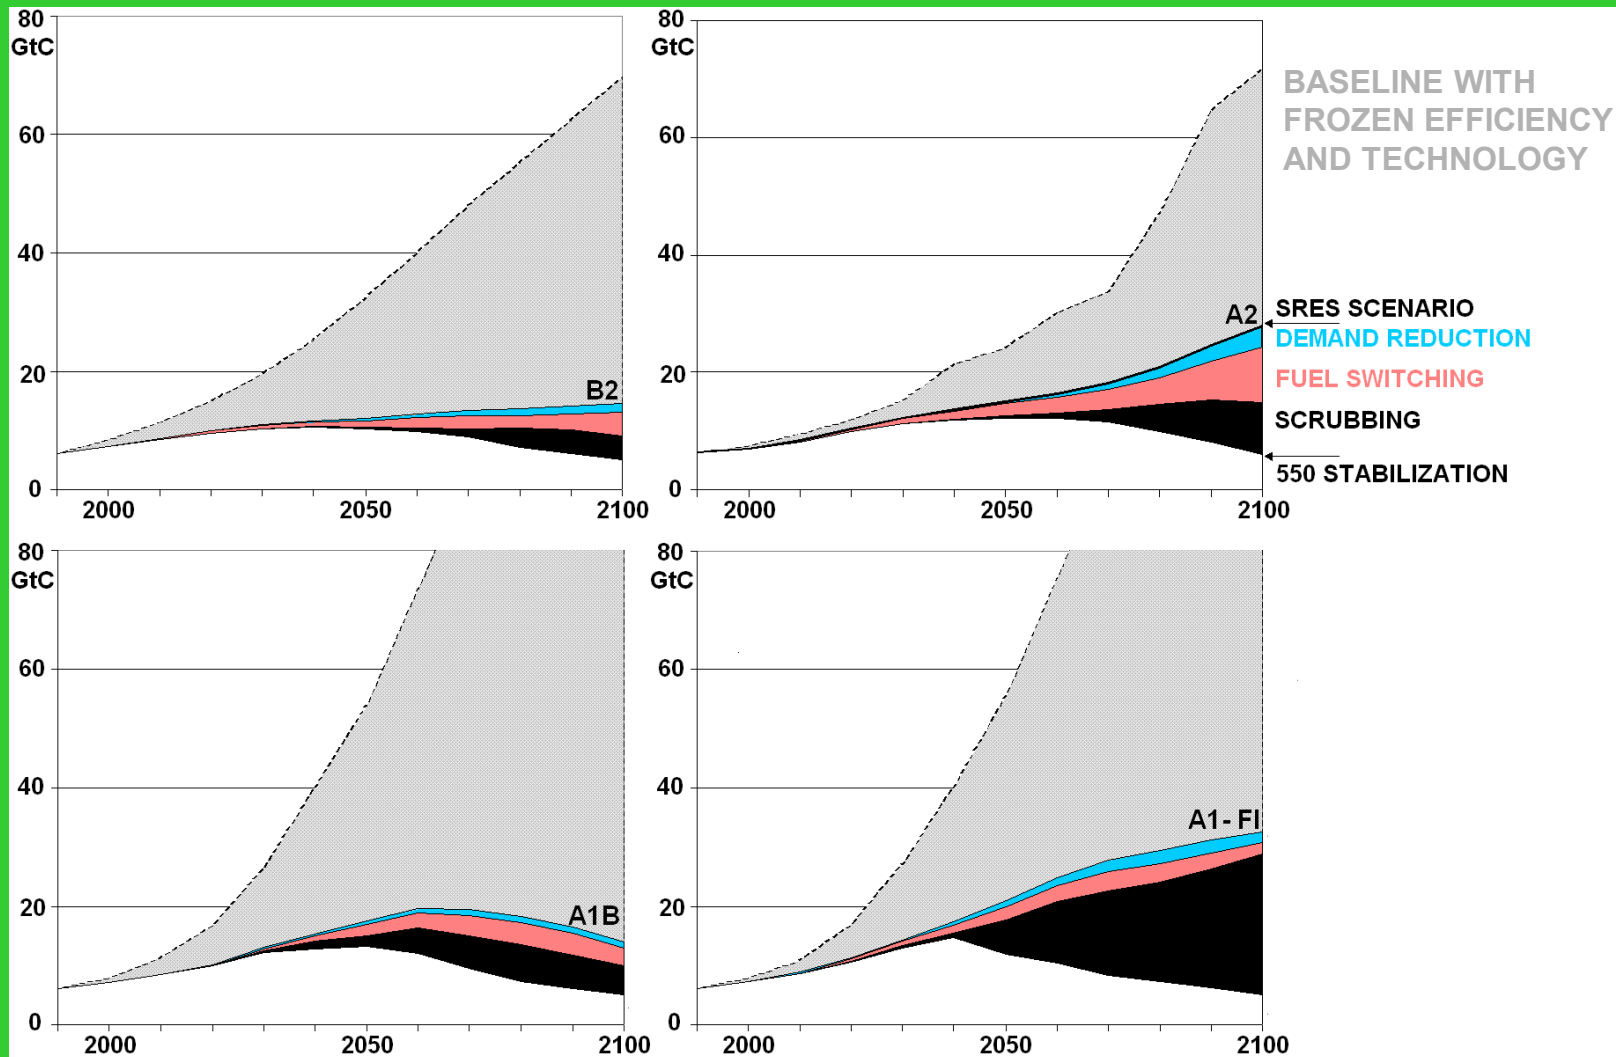 80
GtC
60
40
20
0
B2
2000
2050
2100
80
GtC
60
40
20
0
A2
2000
2050
2100
BASELINE WITH
FROZEN EFFICIENCY
AND TECHNOLOGY
SRES SCENARIO
DEMAND REDUCTION
FUEL SWITCHING
SCRUBBING
550 STABILIZATION
80
GtC
60
40
20
0
A1B
2000
2050
2100
80
GtC
60
40
20
0
A1- FI
2000
2050
2100